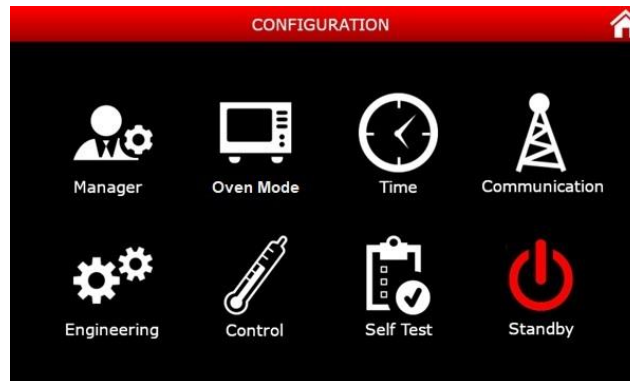 CONFIGURATION
Manager
Oven Mode
Time
Communication
Engineering
Control
Self Test
Standby